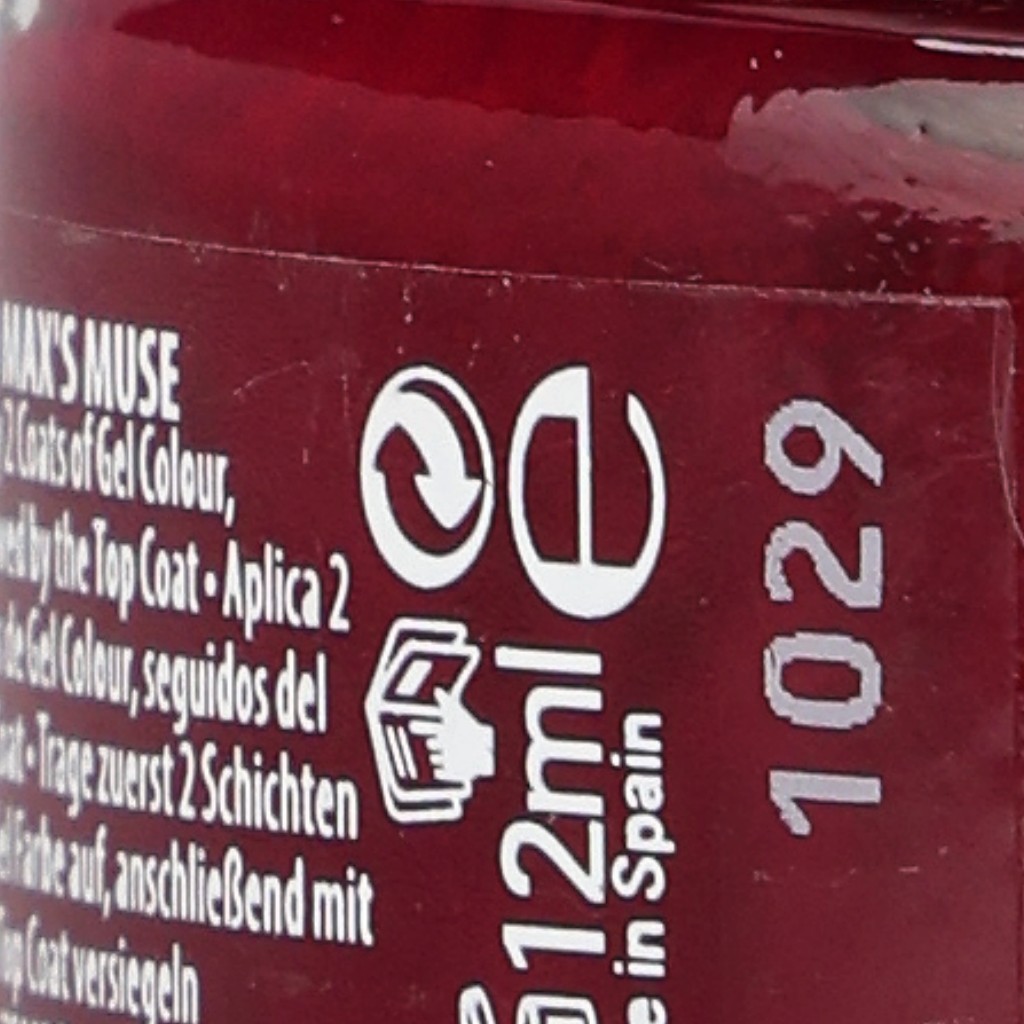 MAX'S MUSE
2 Coats of Gel Colour,
by the Top Coat • Aplica 2
de Gel Colour, seguidos del
• Trage zuerst 2 Schichten
auf, anschließend mit
Top Coat versiegeln
e
12ml
in Spain
1029